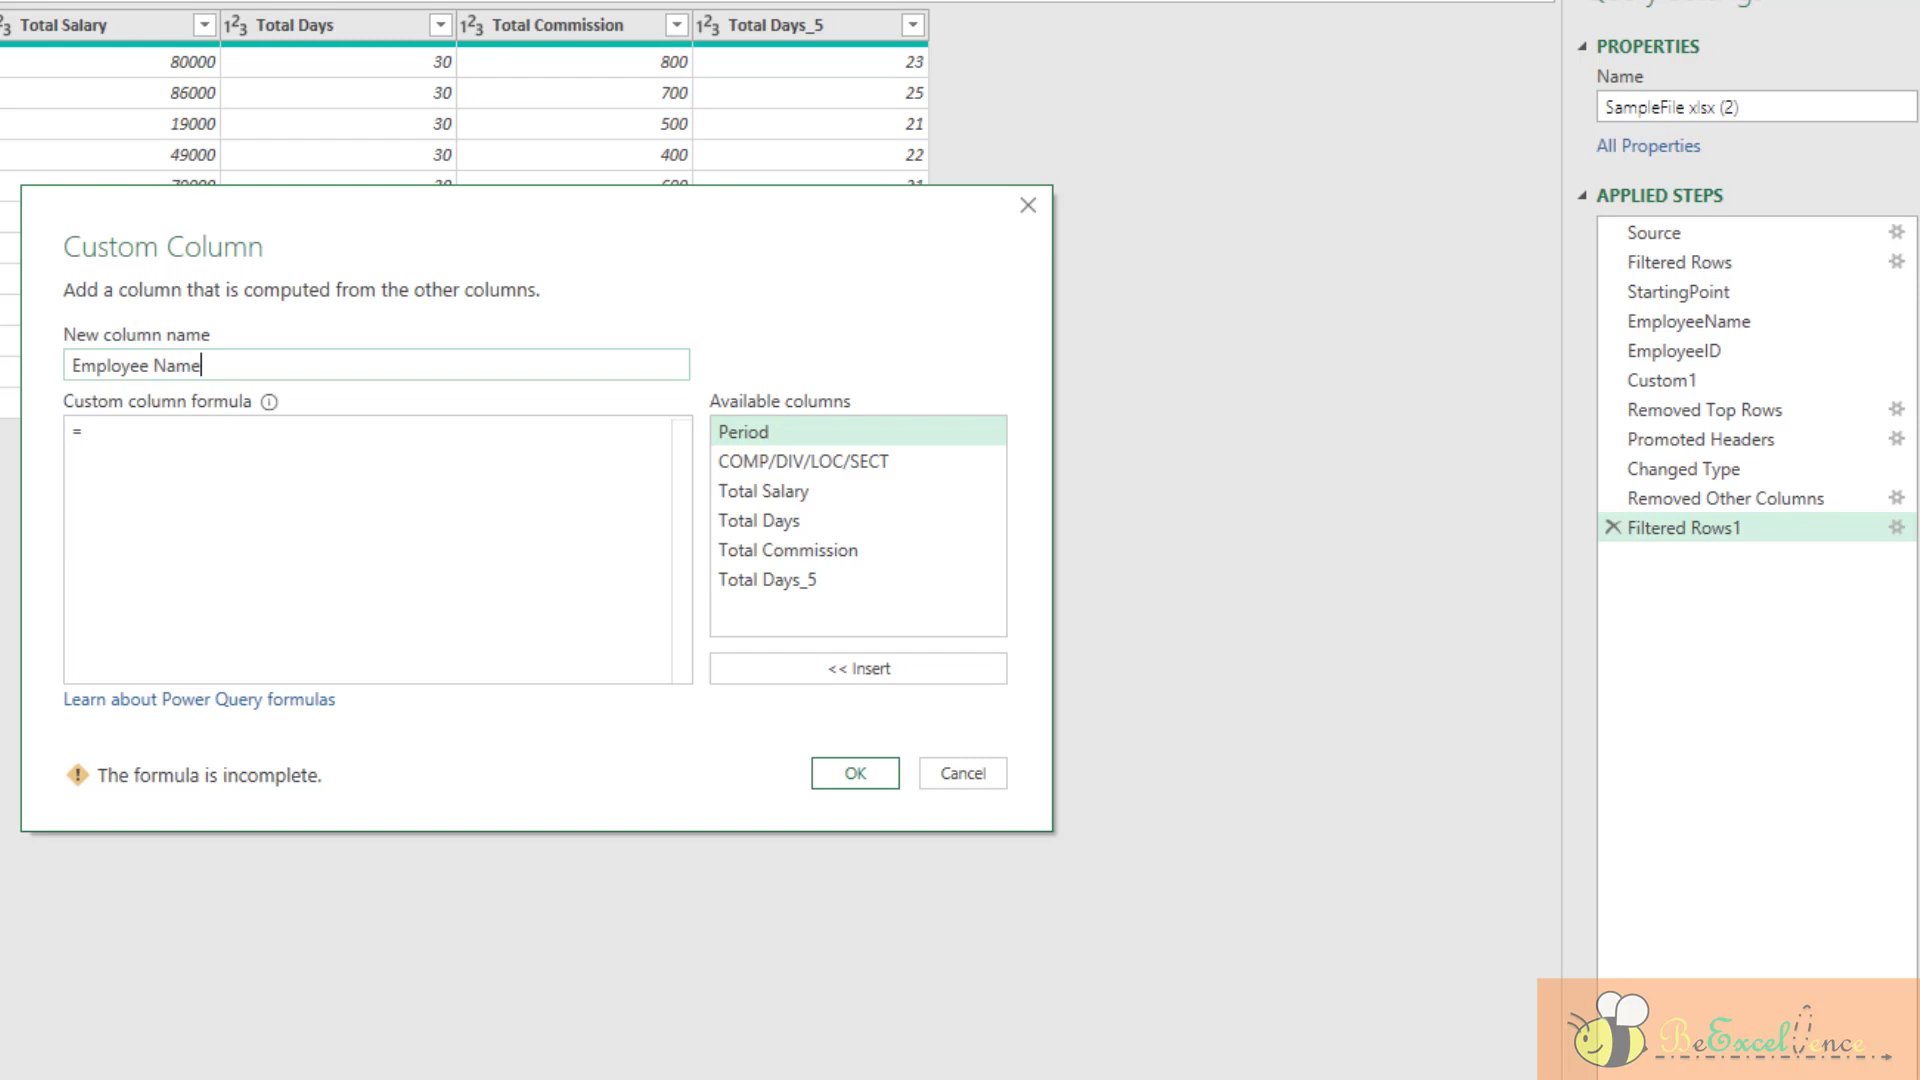 Total Salary 1²3 Total Days 1²3 Total Commission 1²3 Total Days_5
80000 30 800 23
86000 30 700 25
19000 30 500 21
49000 30 400 22
Custom Column
Add a column that is computed from the other columns.
New column name
Employee Name
Custom column formula
=
Available columns
Period
COMP/DIV/LOC/SECT
Total Salary
Total Days
Total Commission
Total Days_5
<< Insert
Learn about Power Query formulas
The formula is incomplete.
OK Cancel
PROPERTIES
Name
SampleFile xlsx (2)
All Properties
APPLIED STEPS
Source
Filtered Rows
StartingPoint
EmployeeName
EmployeeID
Custom1
Removed Top Rows
Promoted Headers
Changed Type
Removed Other Columns
Filtered Rows1